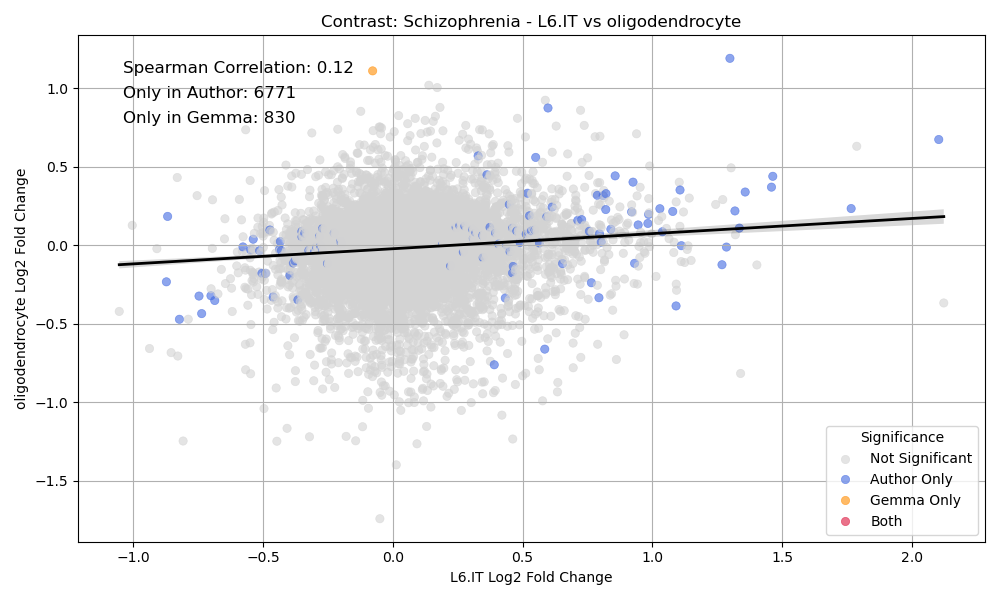 Contrast: Schizophrenia - L6.IT vs oligodendrocyte
Spearman Correlation: 0.12
Only in Author: 6771
Only in Gemma: 830
oligodendrocyte Log2 Fold Change
1.0
0.5
0.0
−0.5
−1.0
−1.5
Significance
Not Significant
Author Only
Gemma Only
Both
−1.0 −0.5 0.0 0.5 1.0 1.5 2.0
L6.IT Log2 Fold Change